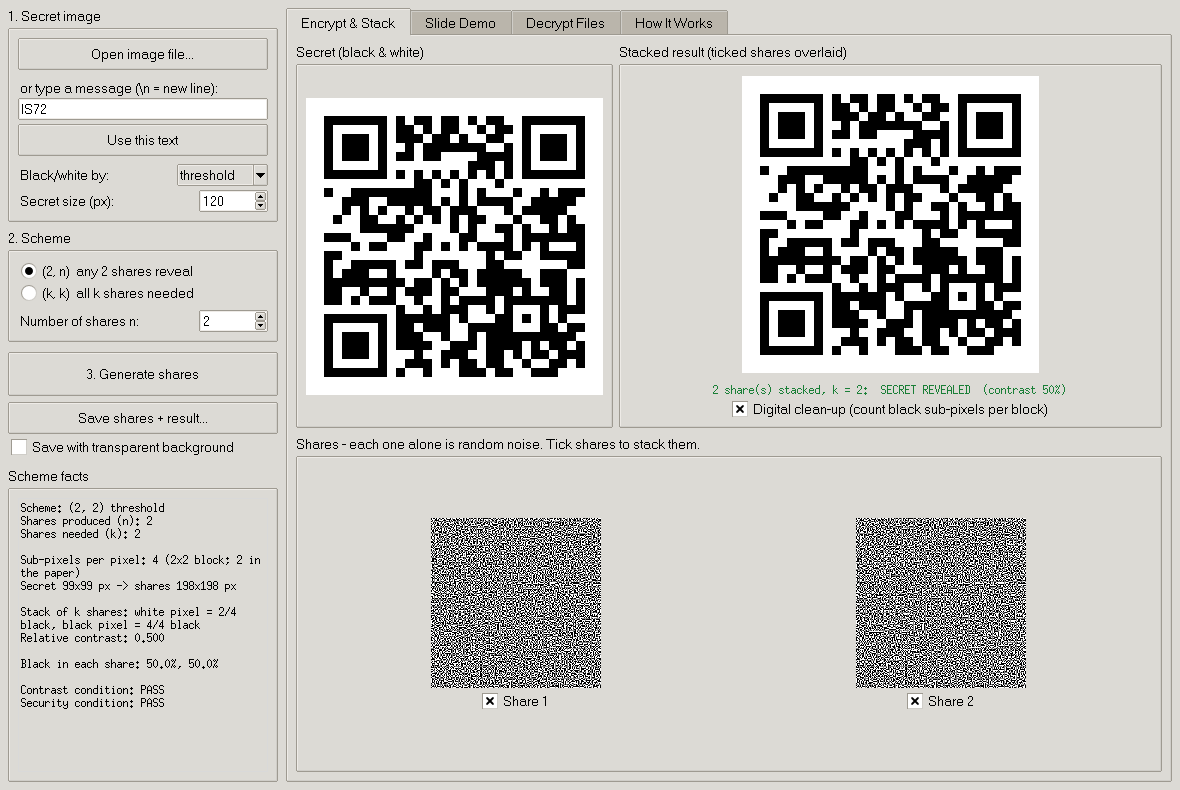 1. Secret image
Open image file...
or type a message (\n = new line):
IS72
Use this text
Black/white by: threshold
Secret size (px): 120
2. Scheme
(2, n)  any 2 shares reveal
(k, k)  all k shares needed
Number of shares n: 2
3. Generate shares
Save shares + result...
Save with transparent background
Scheme facts
Scheme: (2, 2) threshold
Shares produced (n): 2
Shares needed (k): 2
Sub-pixels per pixel: 4 (2x2 block; 2 in
the paper)
Secret 99x99 px -> shares 198x198 px
Stack of k shares: white pixel = 2/4
black, black pixel = 4/4 black
Relative contrast: 0.500
Black in each share: 50.0%, 50.0%
Contrast condition: PASS
Security condition: PASS
Encrypt & Stack Slide Demo Decrypt Files How It Works
Secret (black & white)
Stacked result (ticked shares overlaid)
2 share(s) stacked, k = 2:  SECRET REVEALED  (contrast 50%)
Digital clean-up (count black sub-pixels per block)
Shares - each one alone is random noise. Tick shares to stack them.
Share 1
Share 2